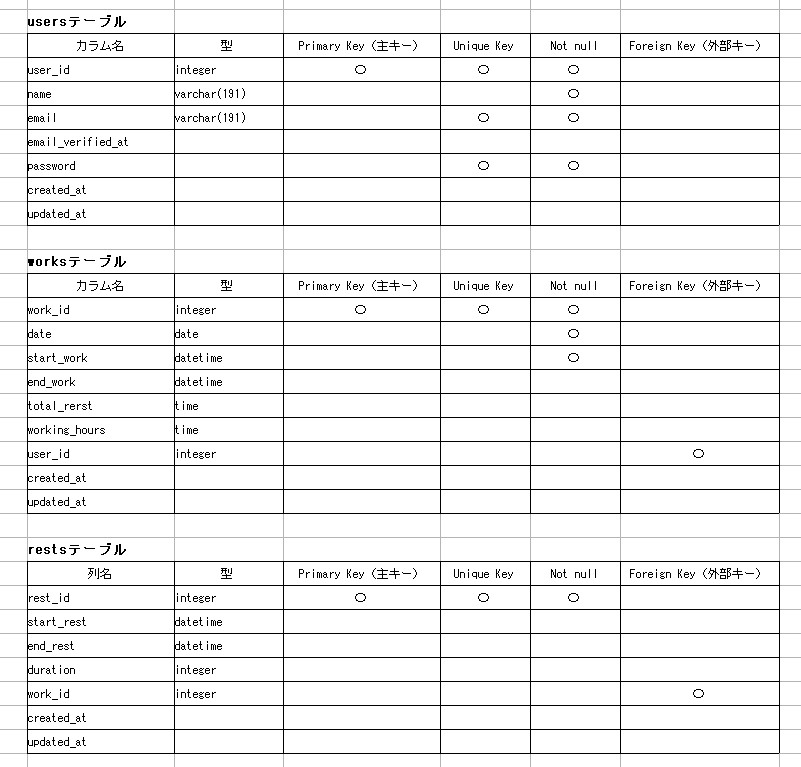 usersテーブル
カラム名 型 Primary Key（主キー） Unique Key Not null Foreign Key（外部キー）
user_id integer ○ ○ ○
name varchar(191) ○
email varchar(191) ○ ○
email_verified_at
password ○ ○
created_at
updated_at
worksテーブル
カラム名 型 Primary Key（主キー） Unique Key Not null Foreign Key（外部キー）
work_id integer ○ ○ ○
date date ○
start_work datetime ○
end_work datetime
total_rerst time
working_hours time
user_id integer ○
created_at
updated_at
restsテーブル
列名 型 Primary Key（主キー） Unique Key Not null Foreign Key（外部キー）
rest_id integer ○ ○ ○
start_rest datetime
end_rest datetime
duration integer
work_id integer ○
created_at
updated_at